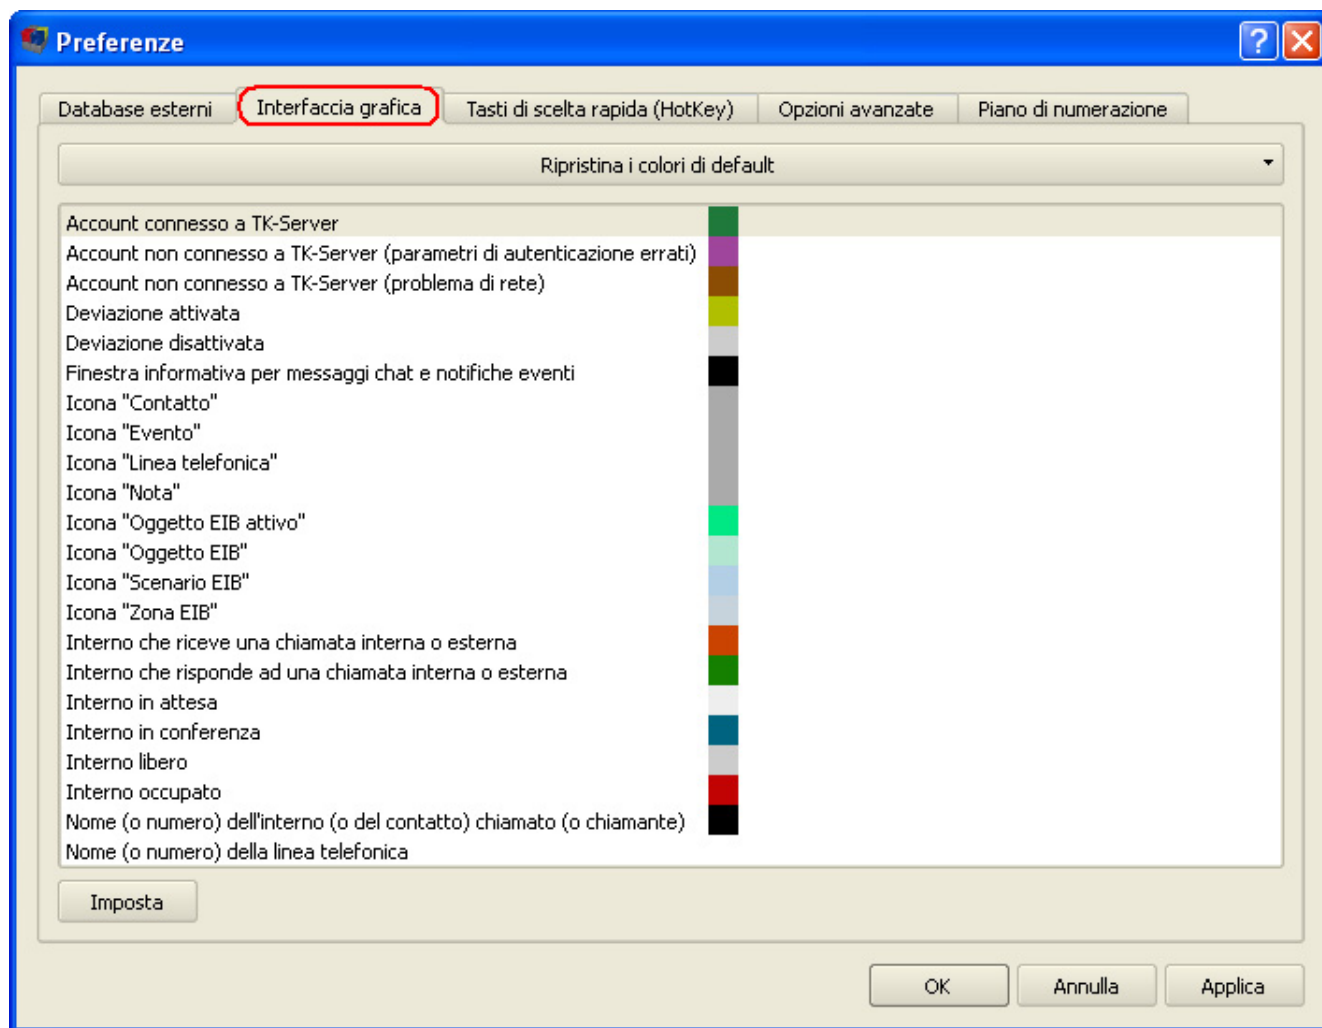 Preferenze
?
Database esterni
Interfaccia grafica
Tasti di scelta rapida (HotKey)
Opzioni avanzate
Piano di numerazione
Ripristina i colori di default
Account connesso a TK-Server
Account non connesso a TK-Server (parametri di autenticazione errati)
Account non connesso a TK-Server (problema di rete)
Deviazione attivata
Deviazione disattivata
Finestra informativa per messaggi chat e notifiche eventi
Icona "Contatto"
Icona "Evento"
Icona "Linea telefonica"
Icona "Nota"
Icona "Oggetto EIB attivo"
Icona "Oggetto EIB"
Icona "Scenario EIB"
Icona "Zona EIB"
Interno che riceve una chiamata interna o esterna
Interno che risponde ad una chiamata interna o esterna
Interno in attesa
Interno in conferenza
Interno libero
Interno occupato
Nome (o numero) dell'interno (o del contatto) chiamato (o chiamante)
Nome (o numero) della linea telefonica
Imposta
OK
Annulla
Applica